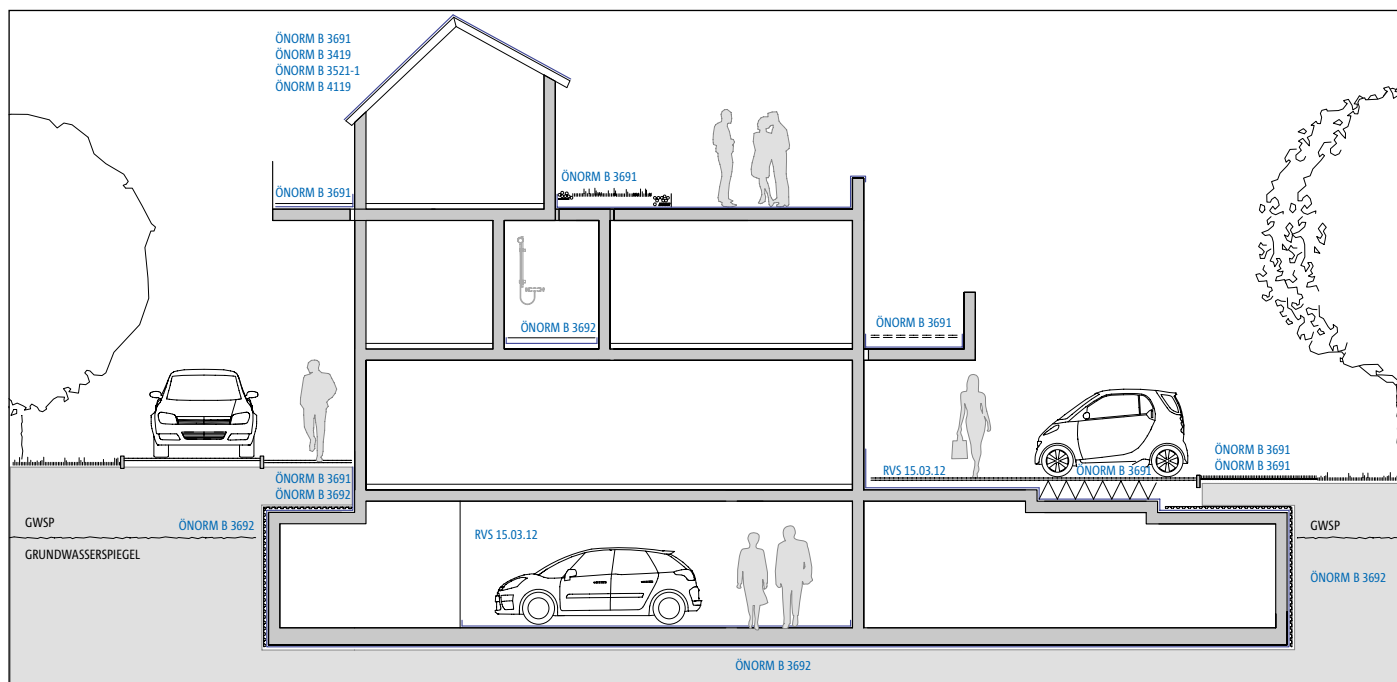 ÖNORM B 3691
ÖNORM B 3419
ÖNORM B 3521-1
ÖNORM B 4119
ÖNORM B 3691
ÖNORM B 3691
ÖNORM B 3692
ÖNORM B 3691
ÖNORM B 3691
ÖNORM B 3691
RVS 15.03.12
ÖNORM B 3691
ÖNORM B 3691
ÖNORM B 3692
GWSP
ÖNORM B 3692
GWSP
RVS 15.03.12
GRUNDWASSERSPIEGEL
ÖNORM B 3692
ÖNORM B 3692